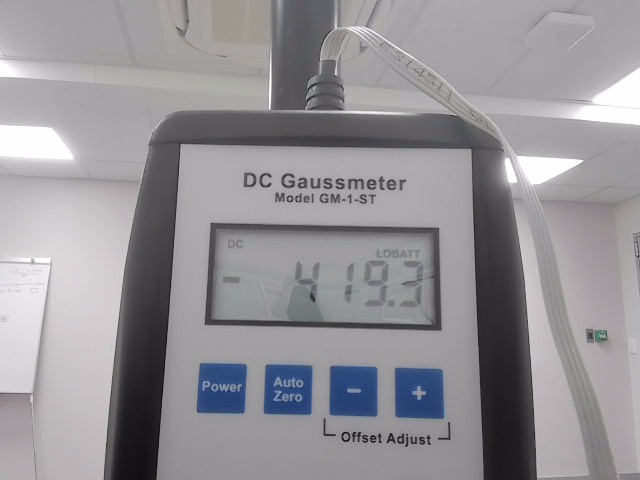 DC Gaussmeter
Model GM-1-ST
DC
LOBATT
- 419.3
Power
Auto
Zero
-
+
Offset Adjust